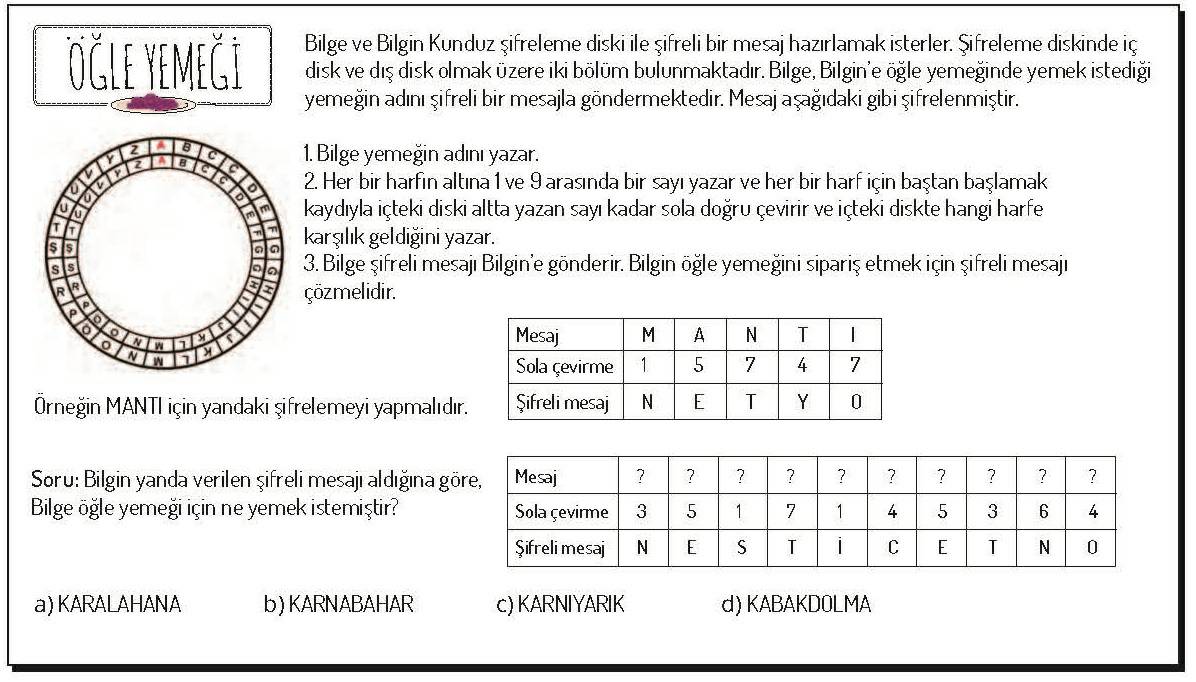 ÖĞLE YEMEĞİ
Bilge ve Bilgin Kunduz şifreleme diski ile şifreli bir mesaj hazırlamak isterler. Şifreleme diskinde iç
disk ve dış disk olmak üzere iki bölüm bulunmaktadır. Bilge, Bilgin'e öğle yemeğinde yemek istediği
yemeğin adını şifreli bir mesajla göndermektedir. Mesaj aşağıdaki gibi şifrelenmiştir.
1. Bilge yemeğin adını yazar.
2. Her bir harfin altına 1 ve 9 arasında bir sayı yazar ve her bir harf için baştan başlamak
kaydıyla içteki diski altta yazan sayı kadar sola doğru çevirir ve içteki diskte hangi harfe
karşılık geldiğini yazar.
3. Bilge şifreli mesajı Bilgin'e gönderir. Bilgin öğle yemeğini sipariş etmek için şifreli mesajı
çözmelidir.
Mesaj M A N T I
Sola çevirme 1 5 7 4 7
Şifreli mesaj N E T Y O
Örneğin MANTI için yandaki şifrelemeyi yapmalıdır.
Soru: Bilgin yanda verilen şifreli mesajı aldığına göre,
Bilge öğle yemeği için ne yemek istemiştir?
Mesaj ? ? ? ? ? ? ? ? ? ?
Sola çevirme 3 5 1 7 1 4 5 3 6 4
Şifreli mesaj N E S T İ C E T N O
a) KARALAHANA b) KARNABAHAR c) KARNIYARIK d) KABAKDOLMA